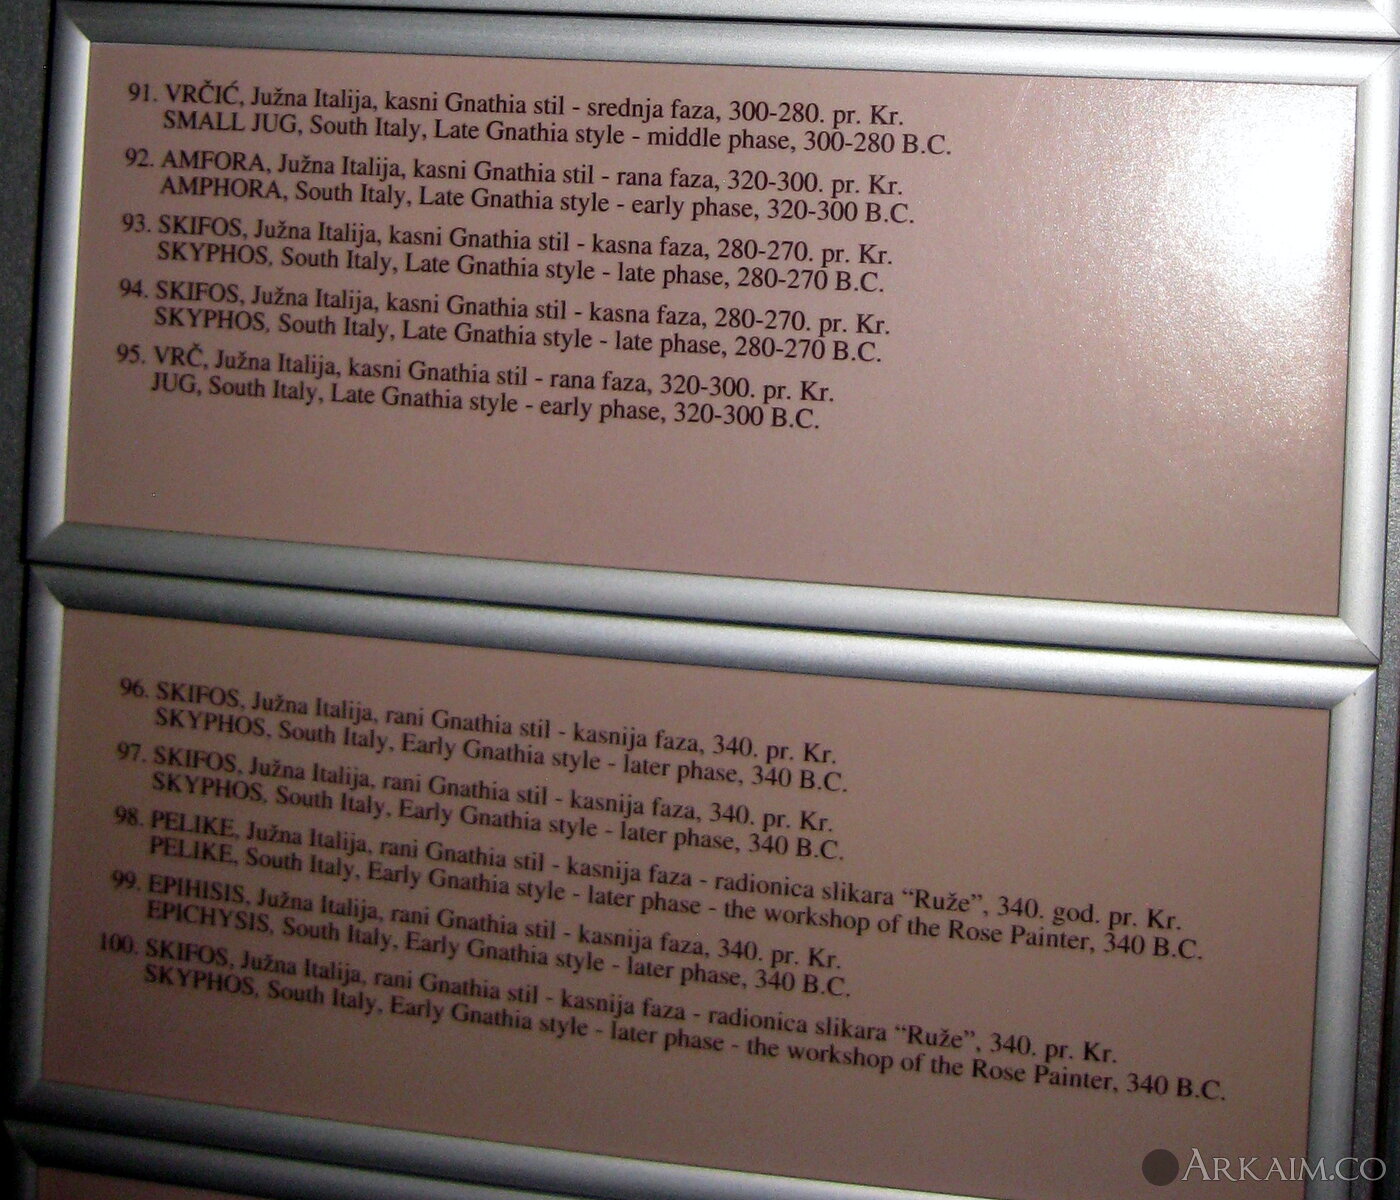 91. VRČIĆ, Južna Italija, kasni Gnathia stil - srednja faza, 300-280. pr. Kr.
SMALL JUG, South Italy, Late Gnathia style - middle phase, 300-280 B.C.
92. AMFORA, Južna Italija, kasni Gnathia stil - rana faza, 320-300. pr. Kr.
AMPHORA, South Italy, Late Gnathia style - early phase, 320-300 B.C.
93. SKIFOS, Južna Italija, kasni Gnathia stil - kasna faza, 280-270. pr. Kr.
SKYPHOS, South Italy, Late Gnathia style - late phase, 280-270 B.C.
94. SKIFOS, Južna Italija, kasni Gnathia stil - kasna faza, 280-270. pr. Kr.
SKYPHOS, South Italy, Late Gnathia style - late phase, 280-270 B.C.
95. VRČ, Južna Italija, kasni Gnathia stil - rana faza, 320-300. pr. Kr.
JUG, South Italy, Late Gnathia style - early phase, 320-300 B.C.
96. SKIFOS, Južna Italija, rani Gnathia stil - kasnija faza, 340. pr. Kr.
SKYPHOS, South Italy, Early Gnathia style - later phase, 340 B.C.
97. SKIFOS, Južna Italija, rani Gnathia stil - kasnija faza, 340. pr. Kr.
SKYPHOS, South Italy, Early Gnathia style - later phase, 340 B.C.
98. PELIKE, Južna Italija, rani Gnathia stil - kasnija faza - radionica slikara “Ruže”, 340. god. pr. Kr.
PELIKE, South Italy, Early Gnathia style - later phase - the workshop of the Rose Painter, 340 B.C.
99. EPIHISIS, Južna Italija, rani Gnathia stil - kasnija faza, 340. pr. Kr.
EPICHYSIS, South Italy, Early Gnathia style - later phase, 340 B.C.
100. SKIFOS, Južna Italija, rani Gnathia stil - kasnija faza - radionica slikara “Ruže”, 340. pr. Kr.
SKYPHOS, South Italy, Early Gnathia style - later phase - the workshop of the Rose Painter, 340 B.C.
ARKAIM.CO